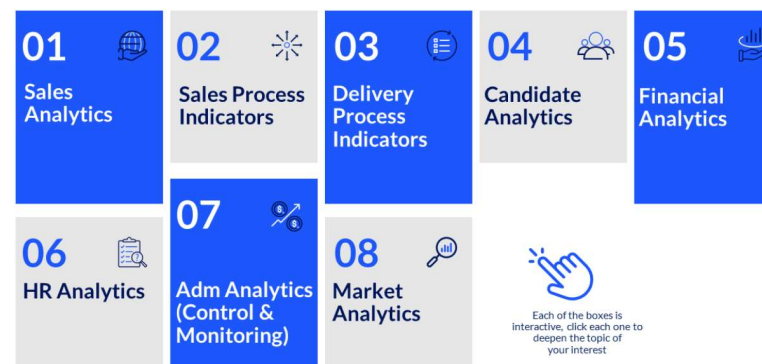 01
Sales
Analytics
02
Sales Process
Indicators
03
Delivery
Process
Indicators
04
Candidate
Analytics
05
Financial
Analytics
06
HR Analytics
07
Adm Analytics
(Control &
Monitoring)
08
Market
Analytics
Each of the boxes is
interactive, click each one to
deepen the topic of
your interest